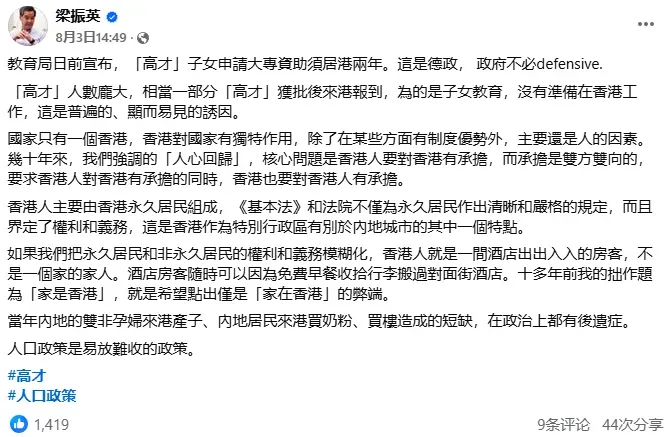 梁振英
8月3日14:49 ·
教育局日前宣布，「高才」子女申請大專資助須居港兩年。這是德政， 政府不必defensive.
「高才」人數龐大，相當一部分「高才」獲批後來港報到，為的是子女教育，沒有準備在香港工
作，這是普遍的、顯而易見的誘因。
國家只有一個香港，香港對國家有獨特作用，除了在某些方面有制度優勢外，主要還是人的因素。
幾十年來，我們強調的「人心回歸」，核心問題是香港人要對香港有承擔，而承擔是雙方雙向的，
要求香港人對香港有承擔的同時，香港也要對香港人有承擔。
香港人主要由香港永久居民組成，《基本法》和法院不僅為永久居民作出清晰和嚴格的規定，而且
界定了權利和義務，這是香港作為特別行政區有別於內地城市的其中一個特點。
如果我們把永久居民和非永久居民的權利和義務模糊化，香港人就是一間酒店出出入入的房客，不
是一個家的家人。酒店房客隨時可以因為免費早餐收拾行李搬過對面街酒店。十多年前我的拙作題
為「家是香港」，就是希望點出僅是「家在香港」的弊端。
當年內地的雙非孕婦來港產子、內地居民來港買奶粉、買樓造成的短缺，在政治上都有後遺症。
人口政策是易放難收的政策。
#高才
#人口政策
1,419
9条评论 44次分享